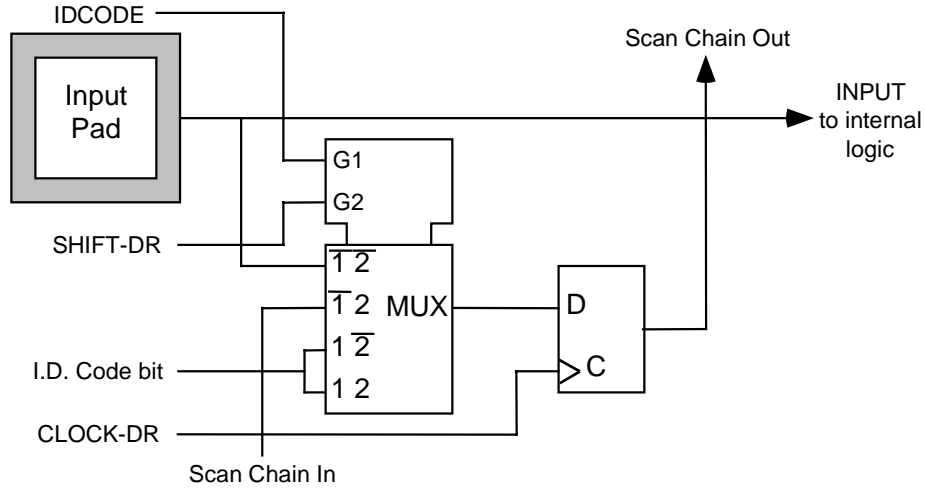 IDCODE
Scan Chain Out
Input
Pad
INPUT
to internal
logic
G1
G2
SHIFT-DR
1 2
1 2
MUX
D
1 2
I.D. Code bit
C
1 2
CLOCK-DR
Scan Chain In